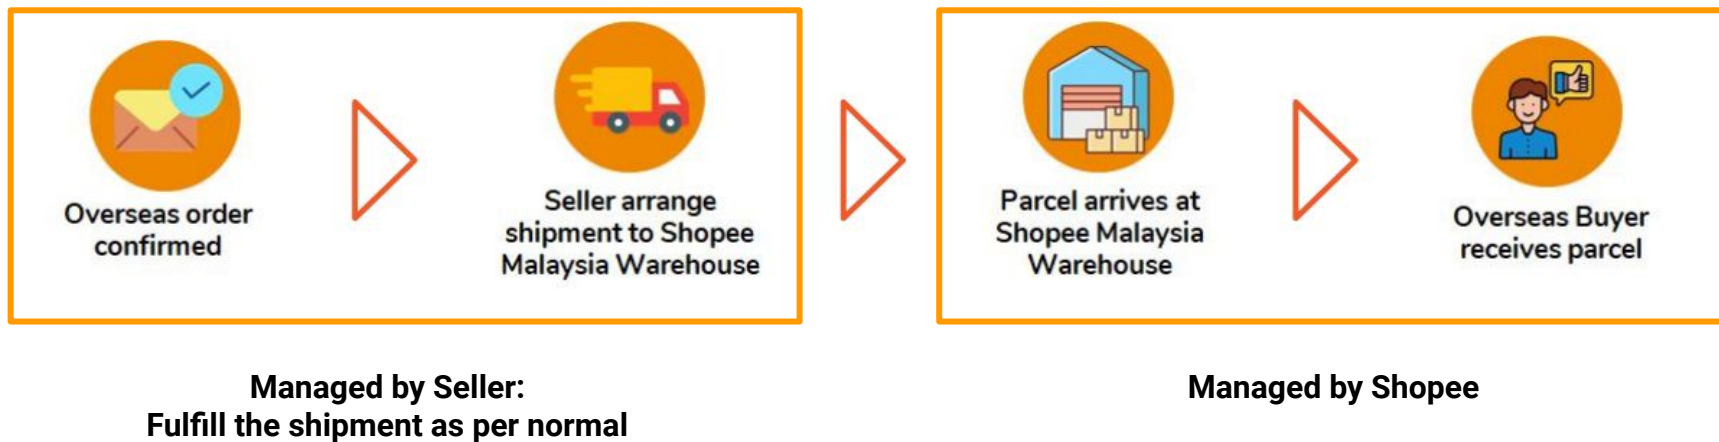 Overseas order
confirmed
Seller arrange
shipment to Shopee
Malaysia Warehouse
Parcel arrives at
Shopee Malaysia
Warehouse
Overseas Buyer
receives parcel
Managed by Seller:
Fulfill the shipment as per normal
Managed by Shopee